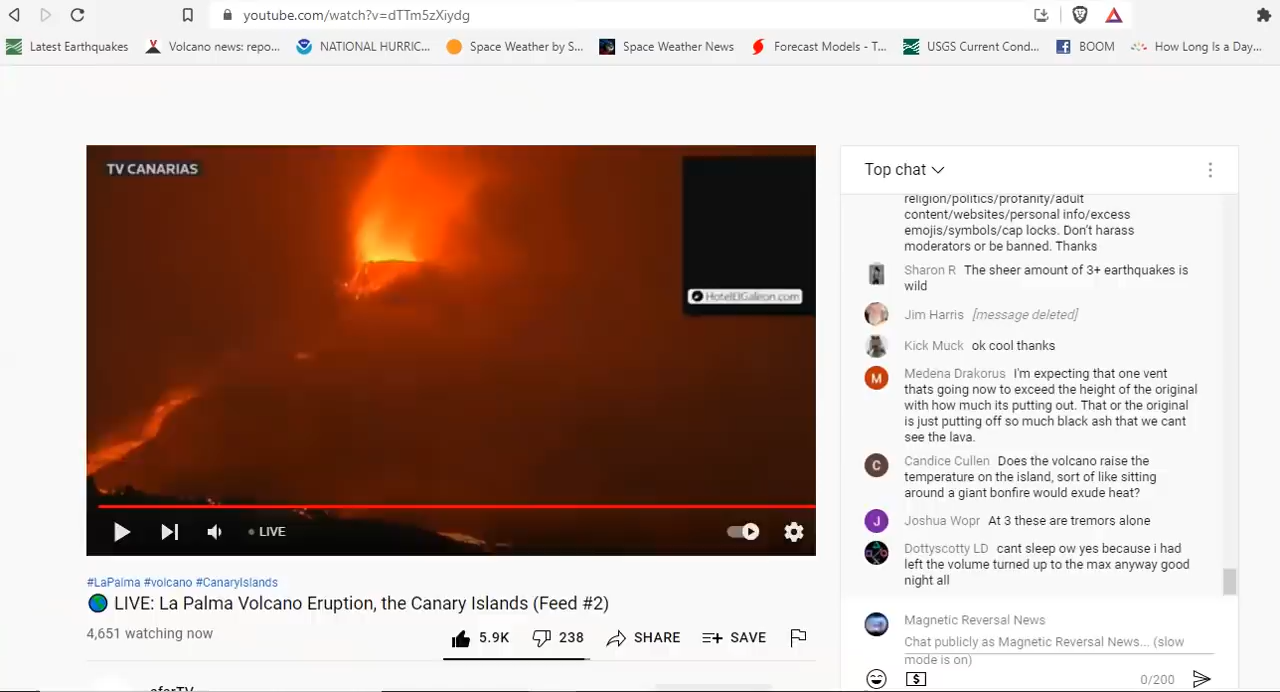 youtube.com/watch?v=dTTm5zXiydg
Latest Earthquakes
Volcano news: repo...
NATIONAL HURRIC...
Space Weather by S...
Space Weather News
Forecast Models - T...
USGS Current Cond...
BOOM
How Long Is a Day...
TV CANARIAS
HotelElGaleon.com
LIVE
#LaPalma #volcano #CanaryIslands
LIVE: La Palma Volcano Eruption, the Canary Islands (Feed #2)
4,651 watching now
5.9K
238
SHARE
SAVE
afarTV
Top chat
religion/politics/profanity/adult
content/websites/personal info/excess
emojis/symbols/cap locks. Don't harass
moderators or be banned. Thanks
Sharon R The sheer amount of 3+ earthquakes is
wild
Jim Harris [message deleted]
Kick Muck ok cool thanks
M
Medena Drakorus I'm expecting that one vent
thats going now to exceed the height of the original
with how much its putting out. That or the original
is just putting off so much black ash that we cant
see the lava.
C
Candice Cullen Does the volcano raise the
temperature on the island, sort of like sitting
around a giant bonfire would exude heat?
J
Joshua Wopr At 3 these are tremors alone
Dottyscotty LD cant sleep ow yes because i had
left the volume turned up to the max anyway good
night all
Magnetic Reversal News
Chat publicly as Magnetic Reversal News... (slow
mode is on)
$
0/200